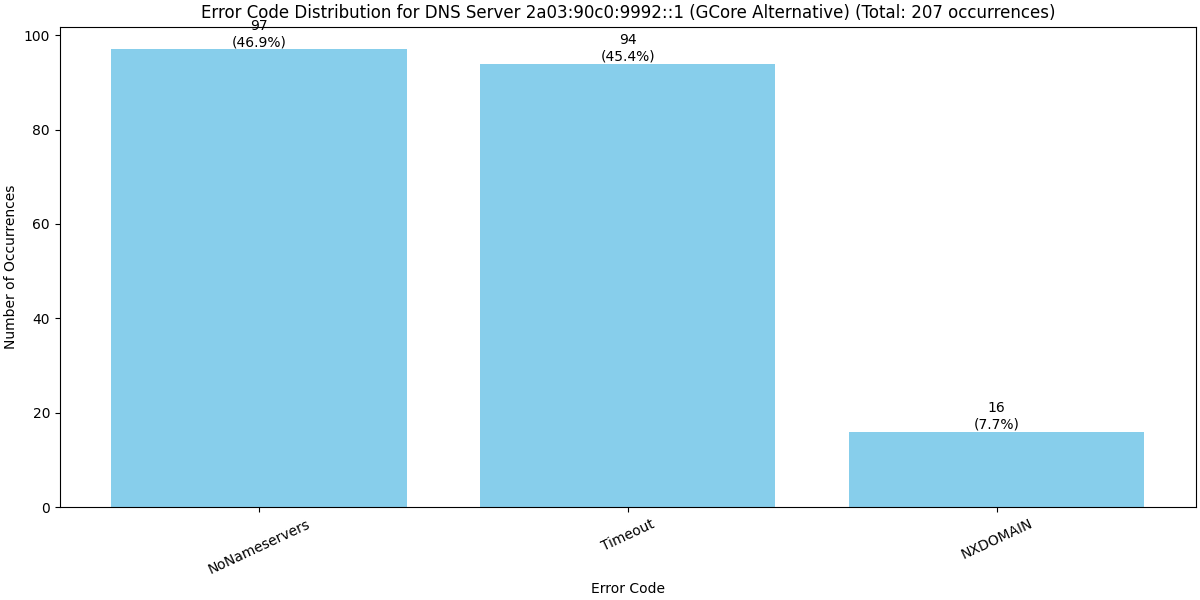 Error Code Distribution for DNS Server 2a03:90c0:9992::1 (GCore Alternative) (Total: 207 occurrences)
97
(46.9%)
94
(45.4%)
16
(7.7%)
100
80
60
40
20
0
Number of Occurrences
NoNameservers
Timeout
NXDOMAIN
Error Code